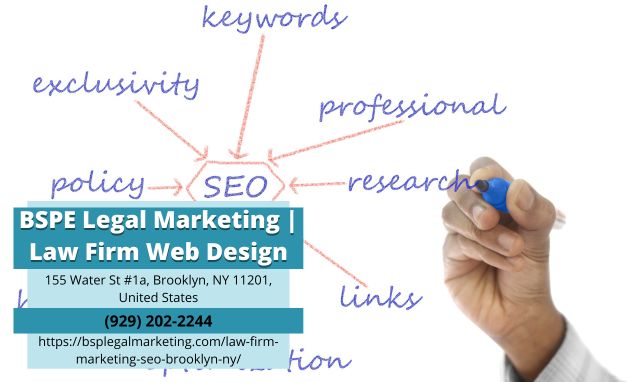 keywords
exclusivity
professional
policy
SEO
research
BSPE Legal Marketing |
Law Firm Web Design
155 Water St #1a, Brooklyn, NY 11201,
United States
links
(929) 202-2244
https://bsplegalmarketing.com/law-firm-
marketing-seo-brooklyn-ny/